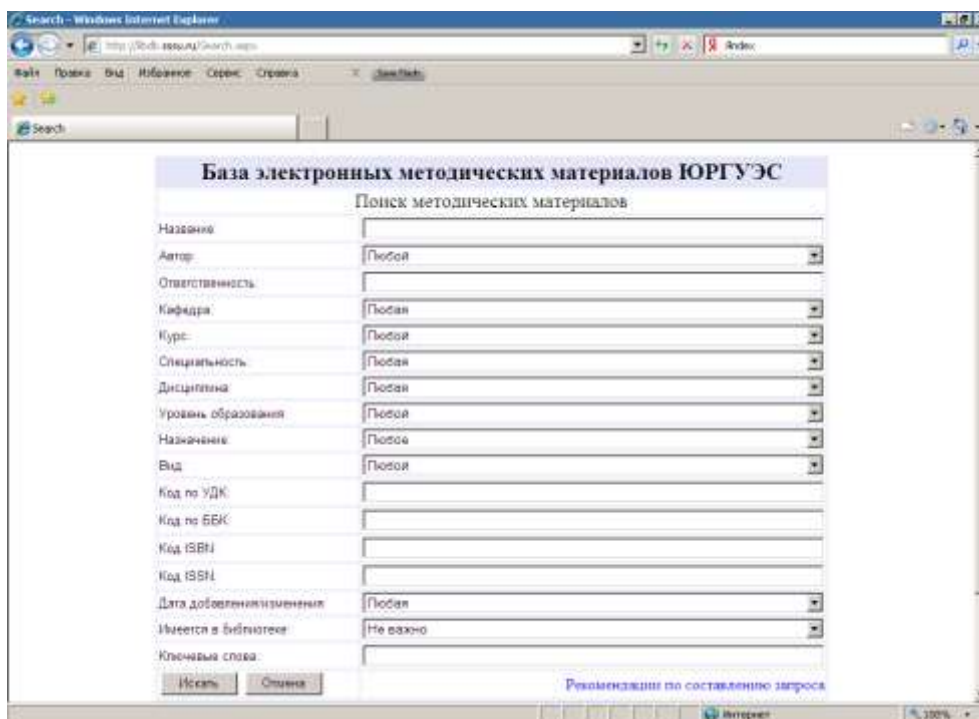 Search - Windows Internet Explorer
Яndex
Файл Правка Вид Избранное Сервис Справка
Search
База электронных методических материалов ЮРГУЭС
Поиск методических материалов
Название
Автор: Любой
Ответственность:
Кафедра: Любая
Курс: Любой
Специальность: Любая
Дисциплина: Любая
Уровень образования Любой
Назначение: Любое
Вид: Любой
Код по УДК:
Код по ББК:
Код ISBN
Код ISSN:
Дата добавления/изменения: Любая
Имеется в библиотеке: Не важно
Ключевые слова:
Искать Отмена Рекомендации по составлению запроса
Интернет 100%